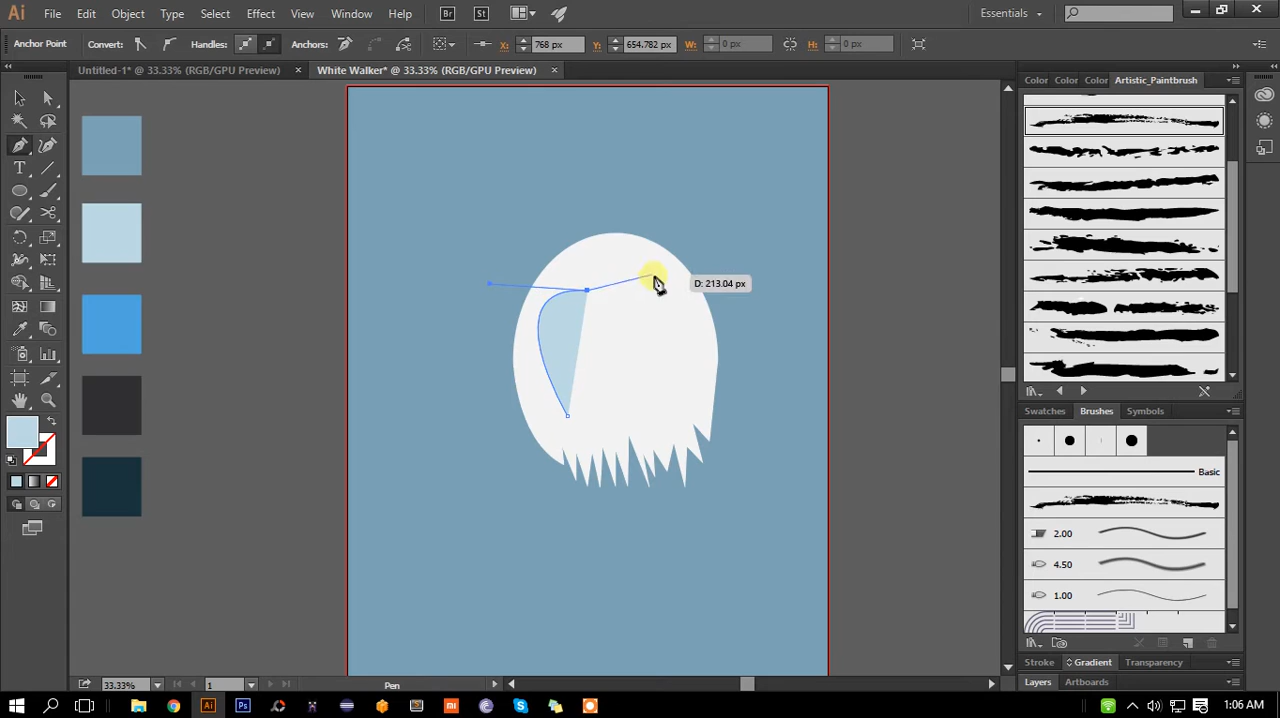 Ai File Edit Object Type Select Effect View Window Help Br St Essentials
Anchor Point Convert: Handles: Anchors: X: 768 px Y: 654.782 px W: 0 px H: 0 px
Untitled-1* @ 33.33% (RGB/GPU Preview) × White Walker* @ 33.33% (RGB/GPU Preview) ×
Color Color Color Artistic_Paintbrush
D: 213.04 px
Swatches Brushes Symbols
Basic
2.00
4.50
1.00
Stroke Gradient Transparency
Layers Artboards
33.33% 1 Pen
Ai Ps 1:06 AM